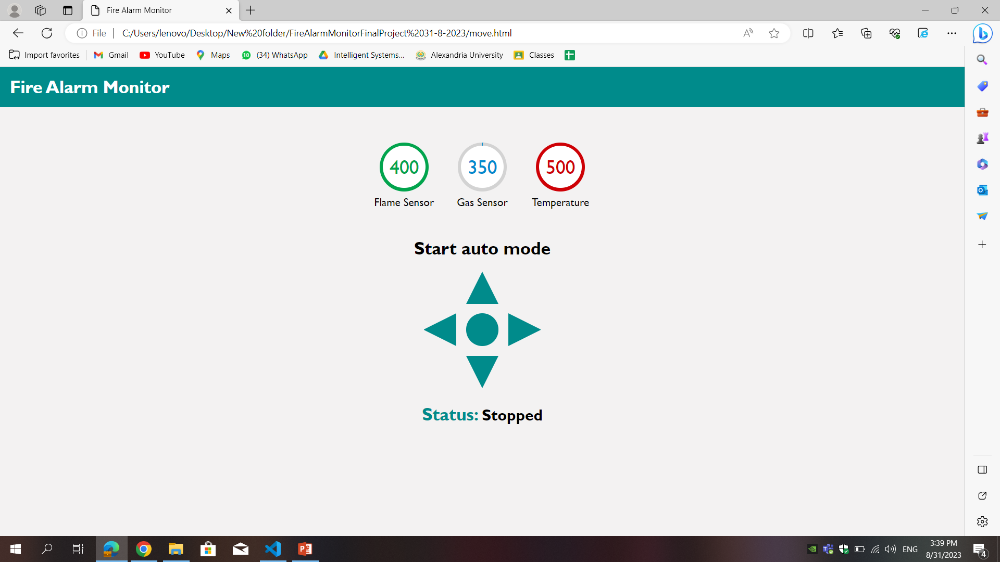 Fire Alarm Monitor
File
C:/Users/lenovo/Desktop/New%20folder/FireAlarmMonitorFinalProject%2031-8-2023/move.html
Import favorites
Gmail
YouTube
Maps
10
(34) WhatsApp
Intelligent Systems...
Alexandria University
Classes
Fire Alarm Monitor
400
350
500
Flame Sensor
Gas Sensor
Temperature
Start auto mode
Status: Stopped
ENG
3:39 PM
8/31/2023
4